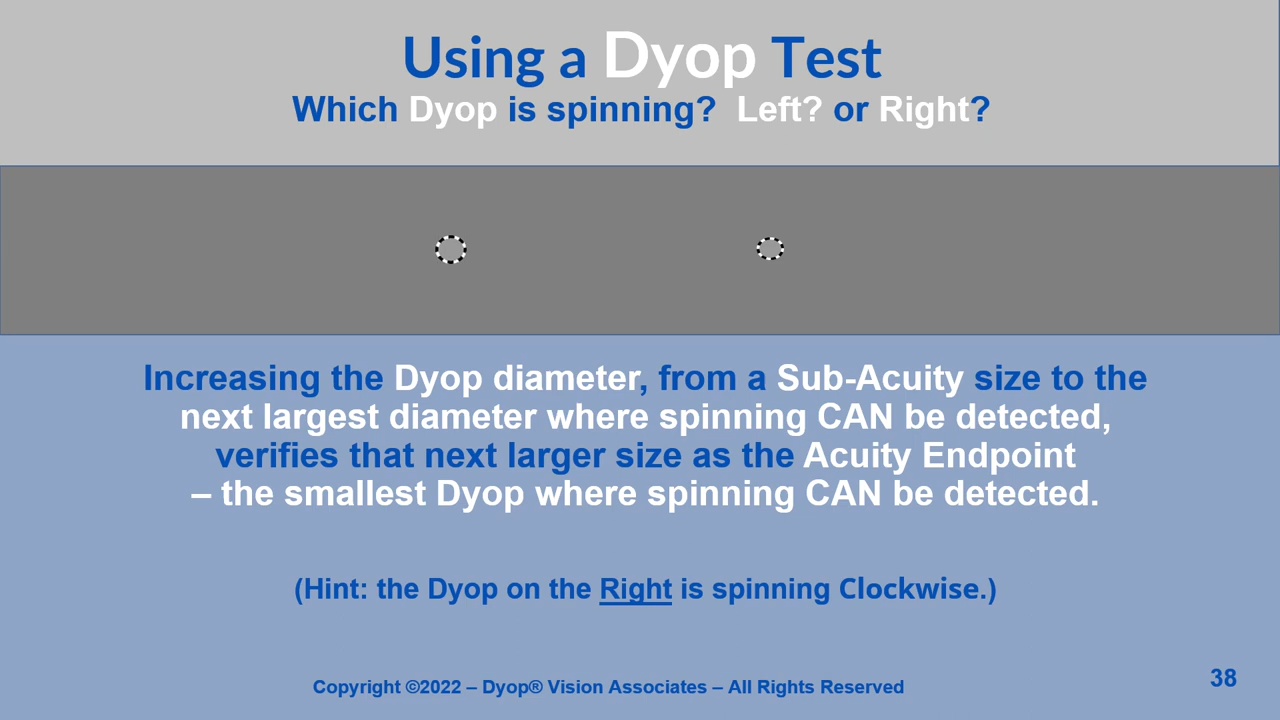 Using a Dyop Test
Which Dyop is spinning? Left? or Right?
Increasing the Dyop diameter, from a Sub-Acuity size to the
next largest diameter where spinning CAN be detected,
verifies that next larger size as the Acuity Endpoint
– the smallest Dyop where spinning CAN be detected.
(Hint: the Dyop on the Right is spinning Clockwise.)
Copyright ©2022 – Dyop® Vision Associates – All Rights Reserved
38